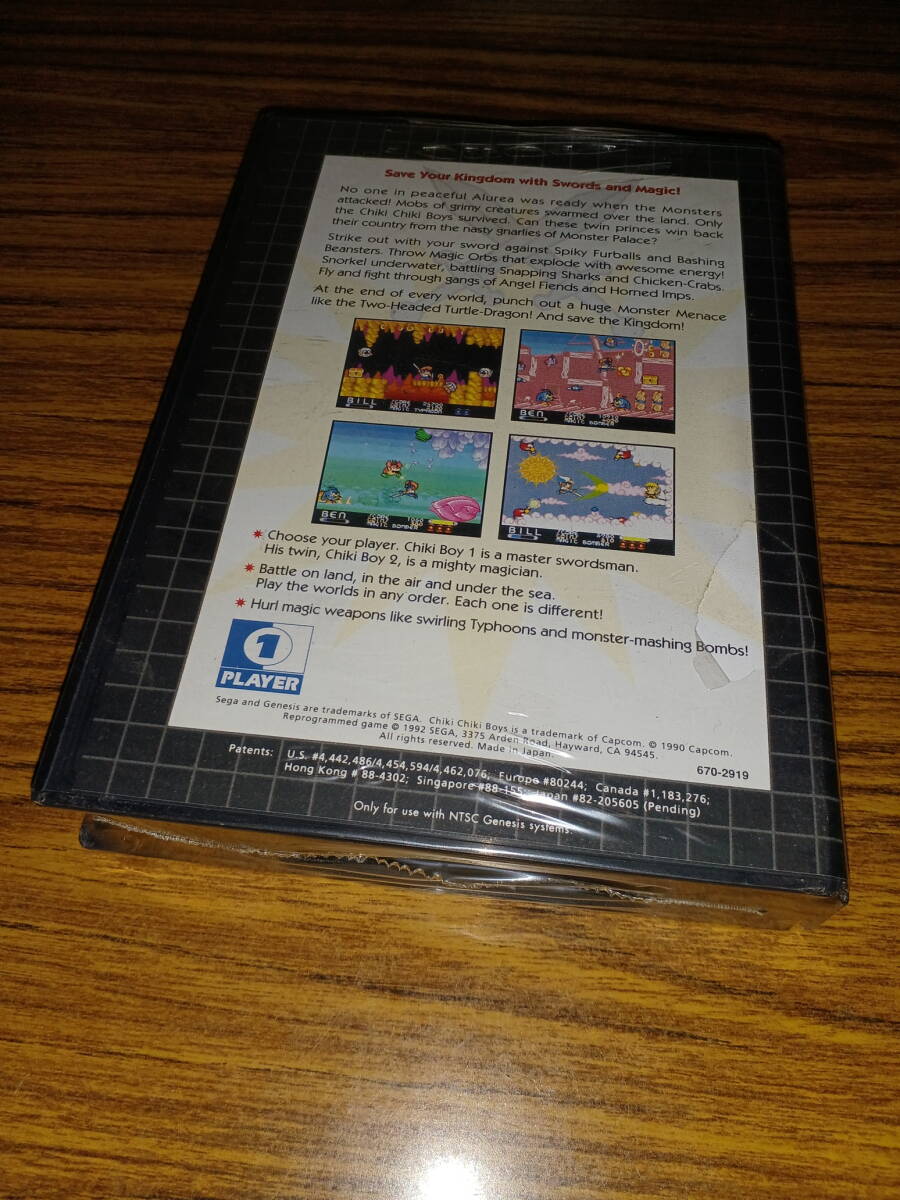 Save Your Kingdom with Swords and Magic!
No one in peaceful Alurea was ready when the Monsters
attacked! Mobs of grimy creatures swarmed over the land. Only
the Chiki Chiki Boys survived. Can these twin princes win back
their country from the nasty gnarlies of Monster Palace?
Strike out with your sword against Spiky Furballs and Bashing
Beansters. Throw Magic Orbs that explode with awesome energy!
Snorkel underwater, battling Snapping Sharks and Chicken-Crabs.
Fly and fight through gangs of Angel Fiends and Horned Imps.
At the end of every world, punch out a huge Monster Menace
like the Two-Headed Turtle-Dragon! And save the Kingdom!
BILL
MAGIC TYPHOON
BEN
MAGIC BOMBER
BEN
MAGIC BOMBER
BILL
MAGIC BOMBER
Choose your player. Chiki Boy 1 is a master swordsman.
His twin, Chiki Boy 2, is a mighty magician.
Battle on land, in the air and under the sea.
Play the worlds in any order. Each one is different!
Hurl magic weapons like swirling Typhoons and monster-mashing Bombs!
1
PLAYER
Sega and Genesis are trademarks of SEGA. Chiki Chiki Boys is a trademark of Capcom. © 1990 Capcom.
Reprogrammed game © 1992 SEGA, 3375 Arden Road, Hayward, CA 94545.
All rights reserved. Made in Japan.
670-2919
Patents: U.S. #4,442,486/4,454,594/4,462,076; Europe #80244; Canada #1,183,276;
Hong Kong # 88-4302; Singapore #88-155; Japan #82-205605 (Pending)
Only for use with NTSC Genesis systems.